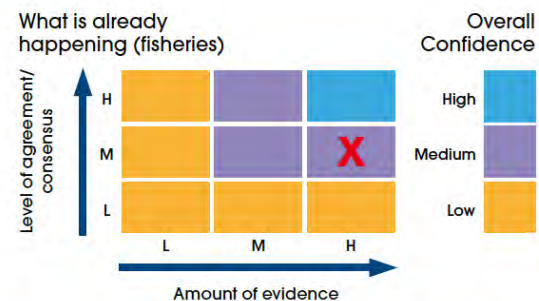 What is already
happening (fisheries)
Overall
Confidence
Level of agreement/
consensus
H
M
L
X
L
M
H
Amount of evidence
High
Medium
Low